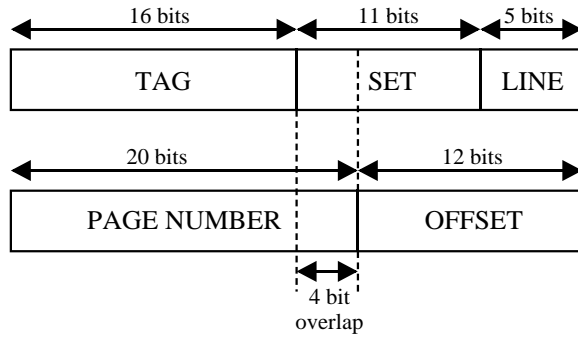 16 bits 11 bits 5 bits
TAG SET LINE
20 bits 12 bits
PAGE NUMBER OFFSET
4 bit
overlap